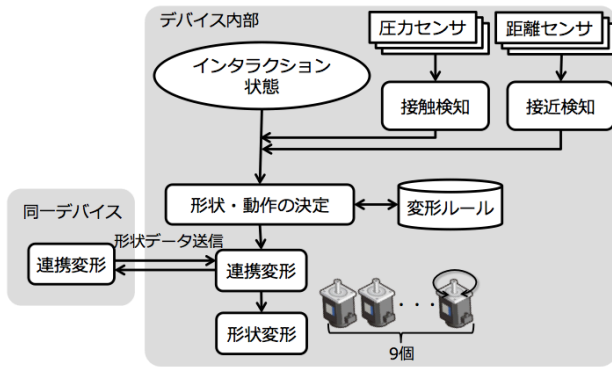 デバイス内部
圧力センサ
距離センサ
インタラクション
状態
接触検知
接近検知
形状・動作の決定
変形ルール
同一デバイス
形状データ送信
連携変形
連携変形
形状変形
・・・
9個